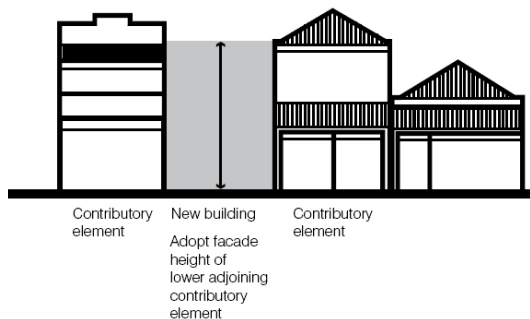 Contributory
element
New building
Adopt facade
height of
lower adjoining
contributory
element
Contributory
element